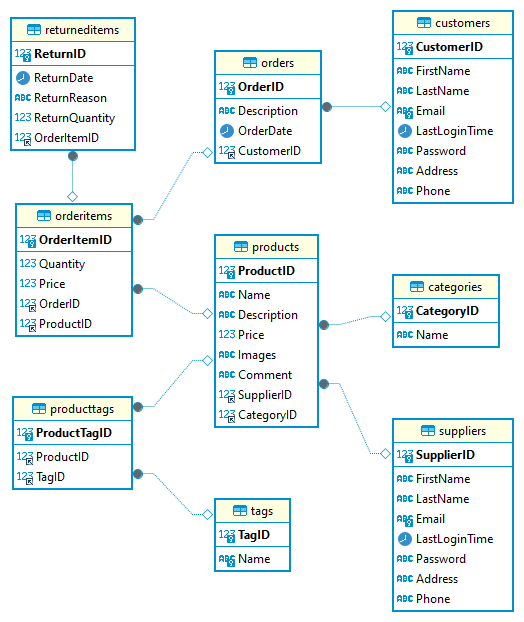 returneditems
123 ReturnID
ReturnDate
ABC ReturnReason
123 ReturnQuantity
123 OrderItemID
orders
123 OrderID
ABC Description
OrderDate
123 CustomerID
customers
123 CustomerID
ABC FirstName
ABC LastName
ABC Email
LastLoginTime
ABC Password
ABC Address
ABC Phone
orderitems
123 OrderItemID
123 Quantity
123 Price
123 OrderID
123 ProductID
products
123 ProductID
ABC Name
ABC Description
123 Price
ABC Images
ABC Comment
123 SupplierID
123 CategoryID
categories
123 CategoryID
ABC Name
producttags
123 ProductTagID
123 ProductID
123 TagID
suppliers
123 SupplierID
ABC FirstName
ABC LastName
ABC Email
LastLoginTime
ABC Password
ABC Address
ABC Phone
tags
123 TagID
ABC Name